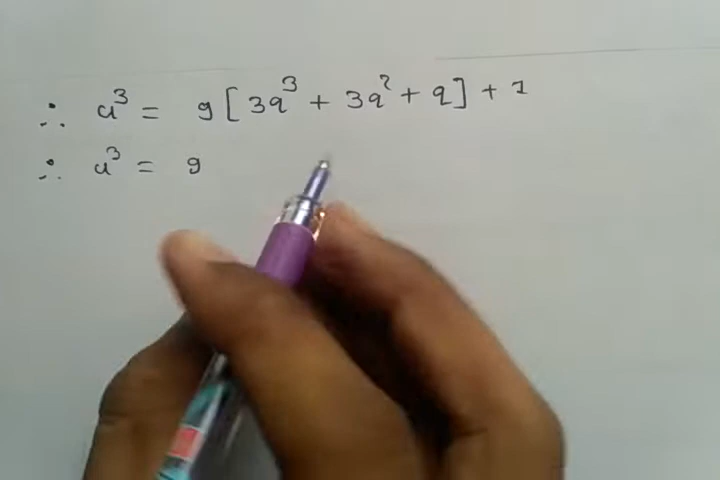 ∴ a³ = 9[3q³ + 3q² + q] + 1
∴ a³ = 9